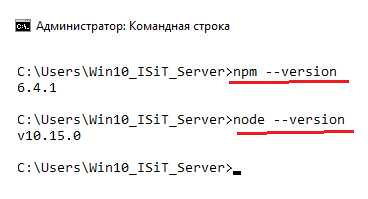 Администратор: Командная строка
C:\Users\Win10_ISiT_Server>npm --version
6.4.1
C:\Users\Win10_ISiT_Server>node --version
v10.15.0
C:\Users\Win10_ISiT_Server>